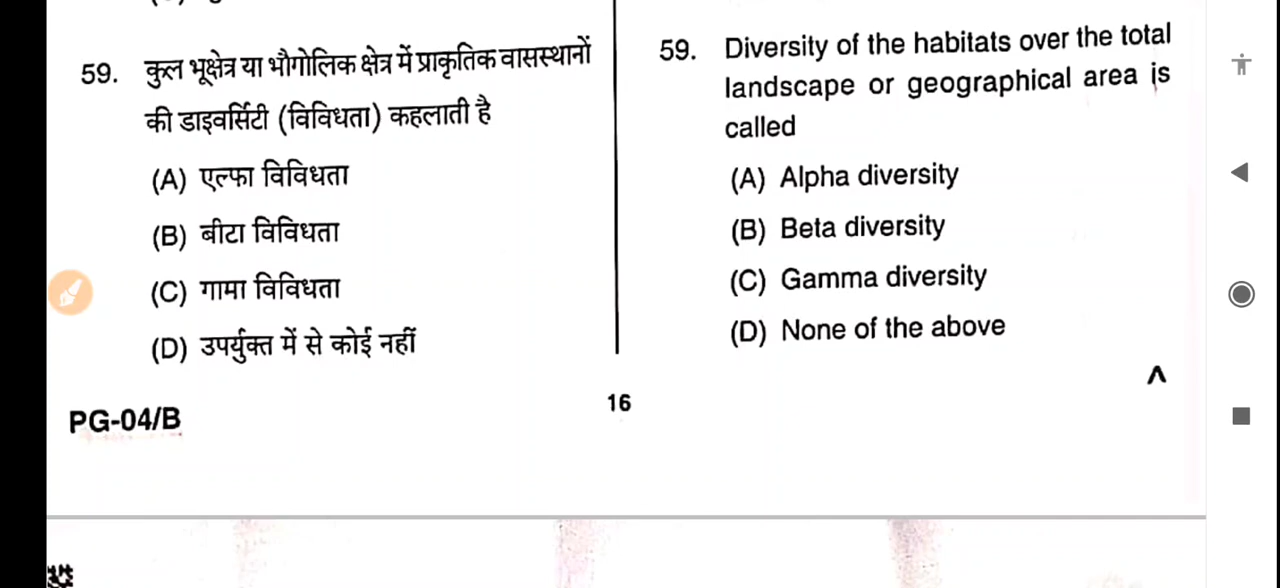 59. कुल भूक्षेत्र या भौगोलिक क्षेत्र में प्राकृतिक वासस्थानों
की डाइवर्सिटी (विविधता) कहलाती है
(A) एल्फा विविधता
(B) बीटा विविधता
(C) गामा विविधता
(D) उपर्युक्त में से कोई नहीं
PG-04/B
59. Diversity of the habitats over the total
landscape or geographical area is
called
(A) Alpha diversity
(B) Beta diversity
(C) Gamma diversity
(D) None of the above
16